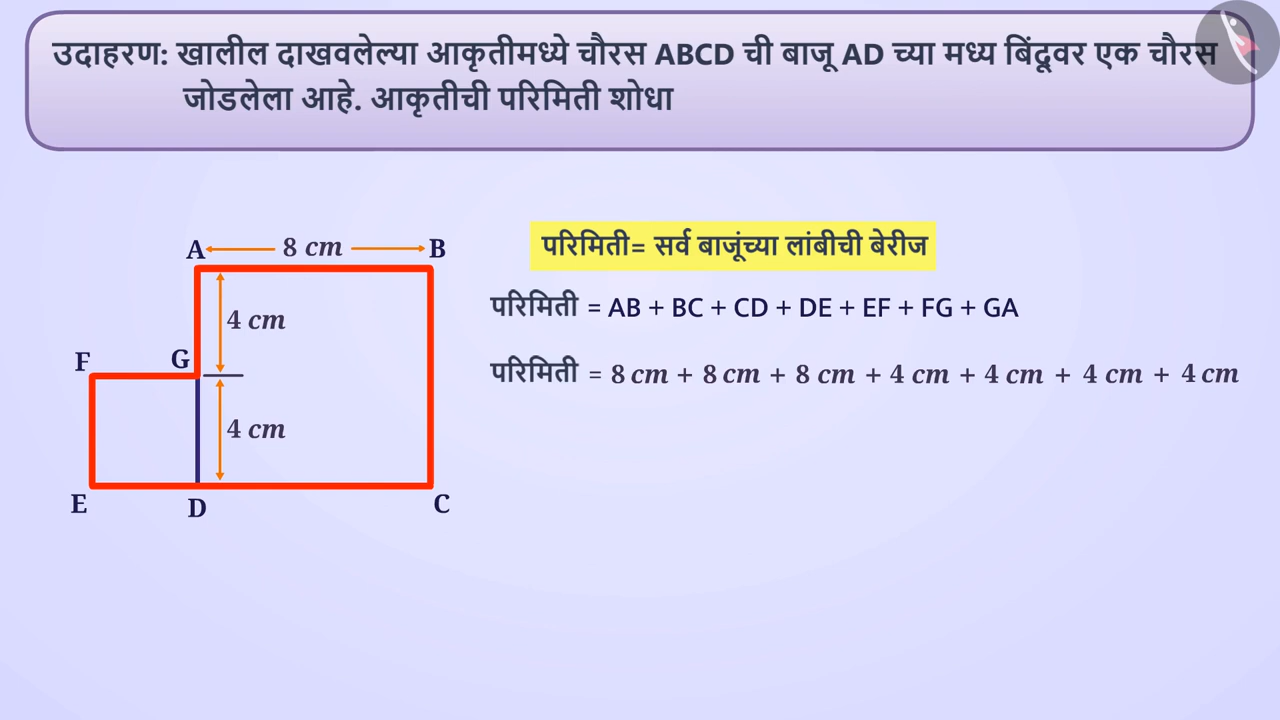 उदाहरण: खालील दाखवलेल्या आकृतीमध्ये चौरस ABCD ची बाजू AD च्या मध्य बिंदूवर एक चौरस
जोडलेला आहे. आकृतीची परिमिती शोधा
A 8 cm B
परिमिती= सर्व बाजूंच्या लांबीची बेरीज
परिमिती = AB + BC + CD + DE + EF + FG + GA
4 cm
F G
परिमिती = 8 cm + 8 cm + 8 cm + 4 cm + 4 cm + 4 cm + 4 cm
4 cm
E D C